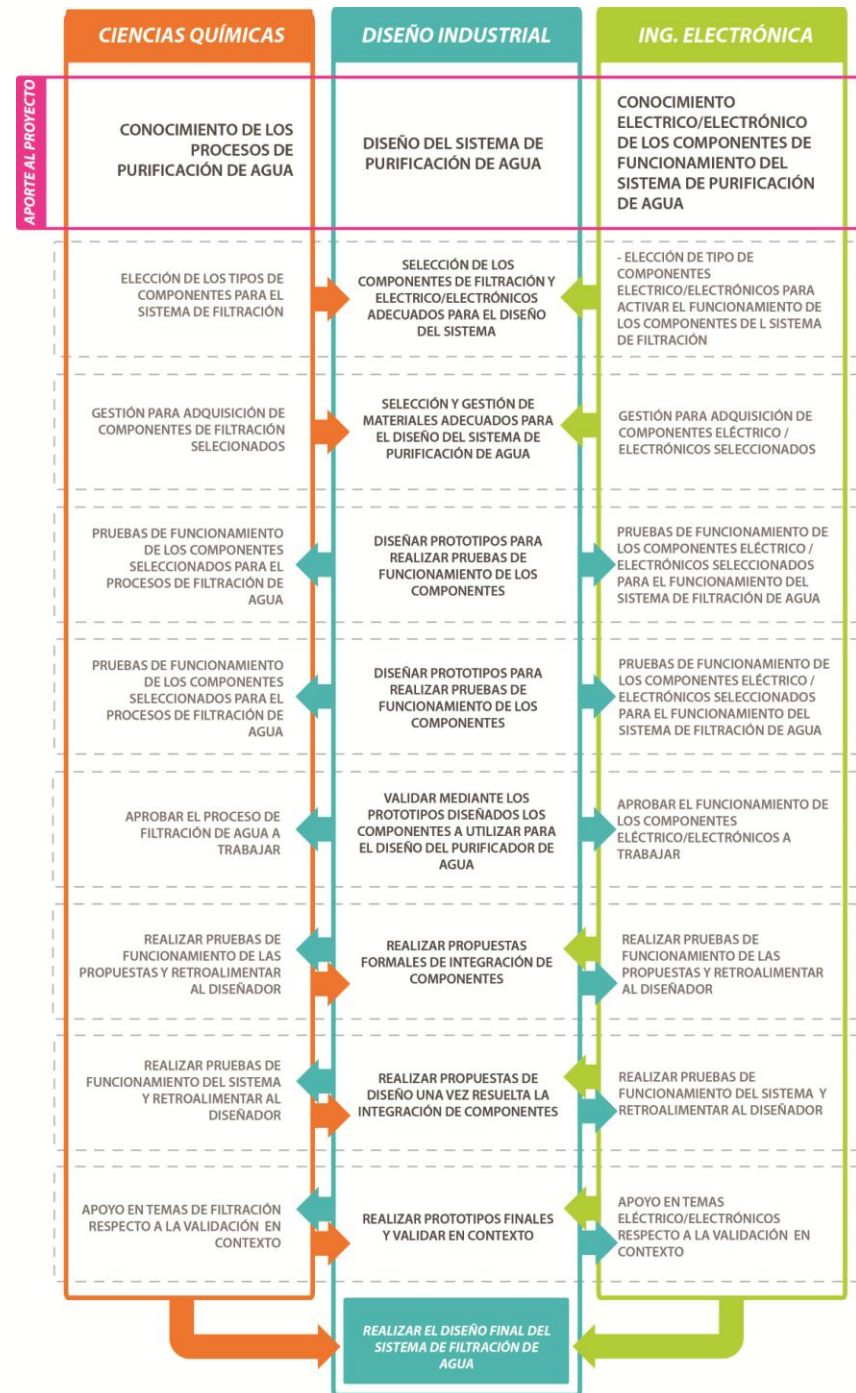 CIENCIAS QUÍMICAS
DISEÑO INDUSTRIAL
ING. ELECTRÓNICA
APORTE AL PROYECTO
CONOCIMIENTO DE LOS
PROCESOS DE
PURIFICACIÓN DE AGUA
DISEÑO DEL SISTEMA DE
PURIFICACIÓN DE AGUA
CONOCIMIENTO
ELECTRICO/ELECTRÓNICO
DE LOS COMPONENTES DE
FUNCIONAMIENTO DEL
SISTEMA DE PURIFICACIÓN
DE AGUA
ELECCIÓN DE LOS TIPOS DE
COMPONENTES PARA EL
SISTEMA DE FILTRACIÓN
SELECCIÓN DE LOS
COMPONENTES DE FILTRACIÓN Y
ELECTRICO/ELECTRÓNICOS
ADECUADOS PARA EL DISEÑO
DEL SISTEMA
- ELECCIÓN DE TIPO DE
COMPONENTES
ELECTRICO/ELECTRÓNICOS PARA
ACTIVAR EL FUNCIONAMIENTO DE
LOS COMPONENTES DE L SISTEMA
DE FILTRACIÓN
GESTIÓN PARA ADQUISICIÓN DE
COMPONENTES DE FILTRACIÓN
SELECIONADOS
SELECCIÓN Y GESTIÓN DE
MATERIALES ADECUADOS PARA
EL DISEÑO DEL SISTEMA DE
PURIFICACIÓN DE AGUA
GESTIÓN PARA ADQUISICIÓN DE
COMPONENTES ELÉCTRICO /
ELECTRÓNICOS SELECCIONADOS
PRUEBAS DE FUNCIONAMIENTO
DE LOS COMPONENTES
SELECCIONADOS PARA EL
PROCESOS DE FILTRACIÓN DE
AGUA
DISEÑAR PROTOTIPOS PARA
REALIZAR PRUEBAS DE
FUNCIONAMIENTO DE LOS
COMPONENTES
PRUEBAS DE FUNCIONAMIENTO DE
LOS COMPONENTES ELÉCTRICO /
ELECTRÓNICOS SELECCIONADOS
PARA EL FUNCIONAMIENTO DEL
SISTEMA DE FILTRACIÓN DE AGUA
PRUEBAS DE FUNCIONAMIENTO
DE LOS COMPONENTES
SELECCIONADOS PARA EL
PROCESOS DE FILTRACIÓN DE
AGUA
DISEÑAR PROTOTIPOS PARA
REALIZAR PRUEBAS DE
FUNCIONAMIENTO DE LOS
COMPONENTES
PRUEBAS DE FUNCIONAMIENTO DE
LOS COMPONENTES ELÉCTRICO /
ELECTRÓNICOS SELECCIONADOS
PARA EL FUNCIONAMIENTO DEL
SISTEMA DE FILTRACIÓN DE AGUA
APROBAR EL PROCESO DE
FILTRACIÓN DE AGUA A
TRABAJAR
VALIDAR MEDIANTE LOS
PROTOTIPOS DISEÑADOS LOS
COMPONENTES A UTILIZAR PARA
EL DISEÑO DEL PURIFICADOR DE
AGUA
APROBAR EL FUNCIONAMIENTO DE
LOS COMPONENTES
ELÉCTRICO/ELECTRÓNICOS A
TRABAJAR
REALIZAR PRUEBAS DE
FUNCIONAMIENTO DE LAS
PROPUESTAS Y RETROALIMENTAR
AL DISEÑADOR
REALIZAR PROPUESTAS
FORMALES DE INTEGRACIÓN DE
COMPONENTES
REALIZAR PRUEBAS DE
FUNCIONAMIENTO DE LAS
PROPUESTAS Y RETROALIMENTAR
AL DISEÑADOR
REALIZAR PRUEBAS DE
FUNCIONAMIENTO DEL SISTEMA
Y RETROALIMENTAR AL
DISEÑADOR
REALIZAR PROPUESTAS DE
DISEÑO UNA VEZ RESUELTA LA
INTEGRACIÓN DE COMPONENTES
REALIZAR PRUEBAS DE
FUNCIONAMIENTO DEL SISTEMA Y
RETROALIMENTAR AL DISEÑADOR
APOYO EN TEMAS DE FILTRACIÓN
RESPECTO A LA VALIDACIÓN EN
CONTEXTO
REALIZAR PROTOTIPOS FINALES
Y VALIDAR EN CONTEXTO
APOYO EN TEMAS
ELÉCTRICO/ELECTRÓNICOS
RESPECTO A LA VALIDACIÓN EN
CONTEXTO
REALIZAR EL DISEÑO FINAL DEL
SISTEMA DE FILTRACIÓN DE
AGUA